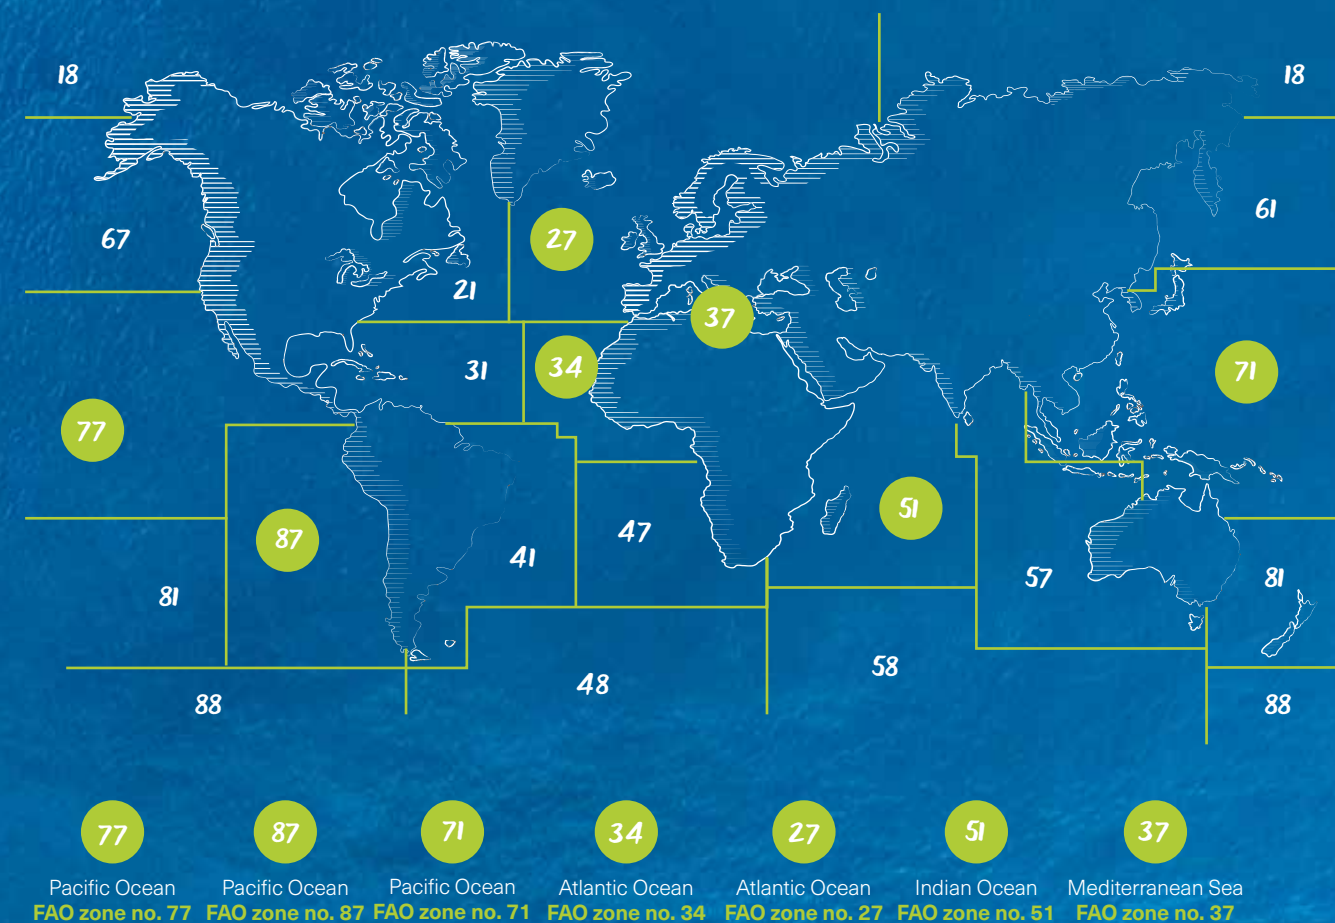 18
18
67
27
61
21
37
31
34
71
77
87
47
51
41
57
81
81
58
48
88
88
77
87
71
34
27
51
37
Pacific Ocean
FAO zone no. 77
Pacific Ocean
FAO zone no. 87
Pacific Ocean
FAO zone no. 71
Atlantic Ocean
FAO zone no. 34
Atlantic Ocean
FAO zone no. 27
Indian Ocean
FAO zone no. 51
Mediterranean Sea
FAO zone no. 37